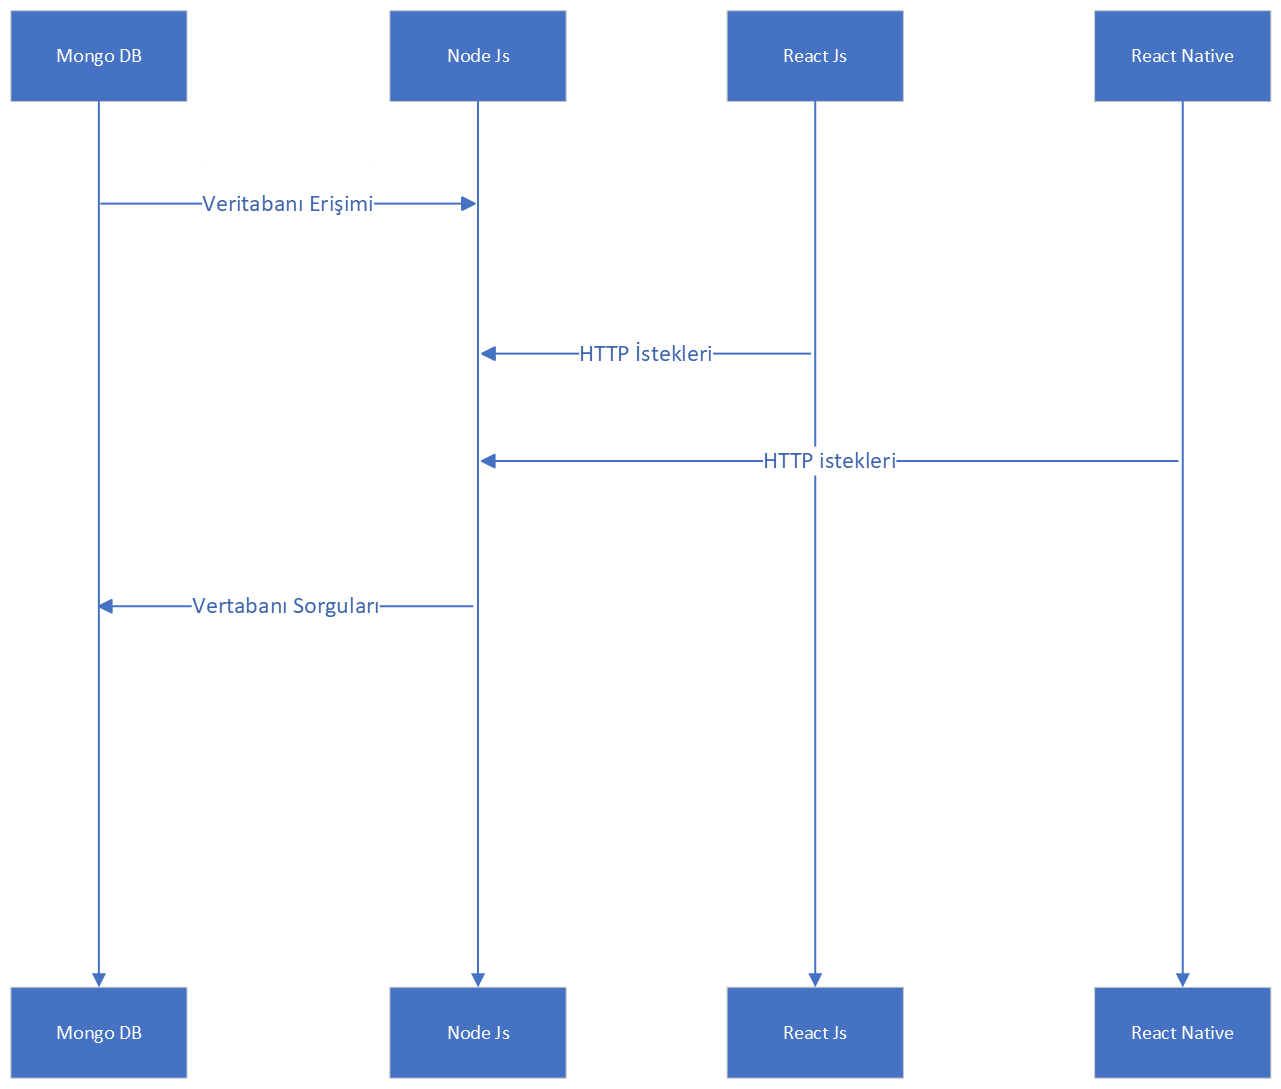 Mongo DB
Node Js
React Js
React Native
Veritabanı Erişimi
HTTP İstekleri
HTTP istekleri
Vertabanı Sorguları
Mongo DB
Node Js
React Js
React Native